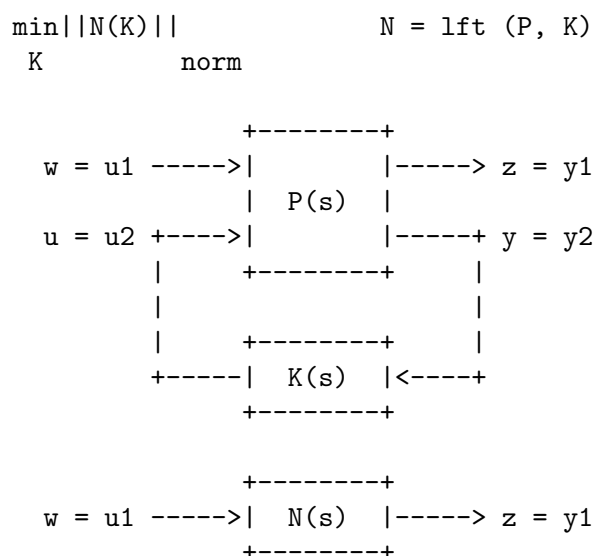 min||N(K)||                N = lft (P, K)
 K        norm
               +--------+
  w = u1 ----->|        |-----> z = y1
               |  P(s)  |
  u = u2 +---->|        |-----+ y = y2
         |     +--------+     |
         |                    |
         |     +--------+     |
         +-----|  K(s)  |<----+
               +--------+
               +--------+
  w = u1 ----->|  N(s)  |-----> z = y1
               +--------+